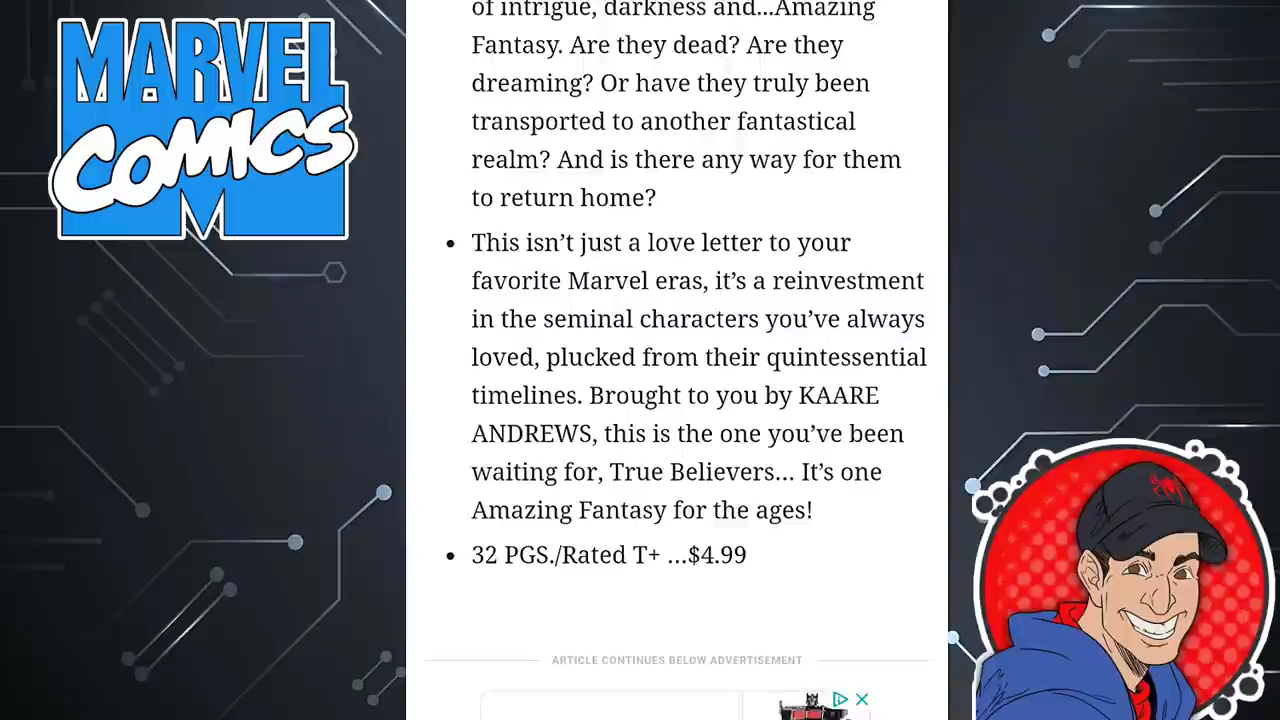 MARVEL
COMICS
M
of intrigue, darkness and...Amazing
Fantasy. Are they dead? Are they
dreaming? Or have they truly been
transported to another fantastical
realm? And is there any way for them
to return home?
• This isn’t just a love letter to your
favorite Marvel eras, it’s a reinvestment
in the seminal characters you’ve always
loved, plucked from their quintessential
timelines. Brought to you by KAARE
ANDREWS, this is the one you’ve been
waiting for, True Believers... It’s one
Amazing Fantasy for the ages!
• 32 PGS./Rated T+ ...$4.99
ARTICLE CONTINUES BELOW ADVERTISEMENT